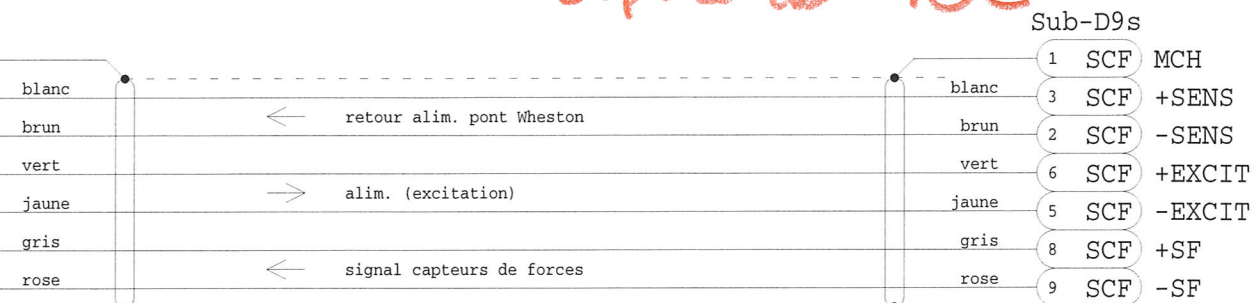 Sub-D9s
1 SCF MCH
blanc blanc 3 SCF +SENS
retour alim. pont Wheston
brun brun 2 SCF -SENS
vert vert 6 SCF +EXCIT
alim. (excitation)
jaune jaune 5 SCF -EXCIT
gris gris 8 SCF +SF
signal capteurs de forces
rose rose 9 SCF -SF